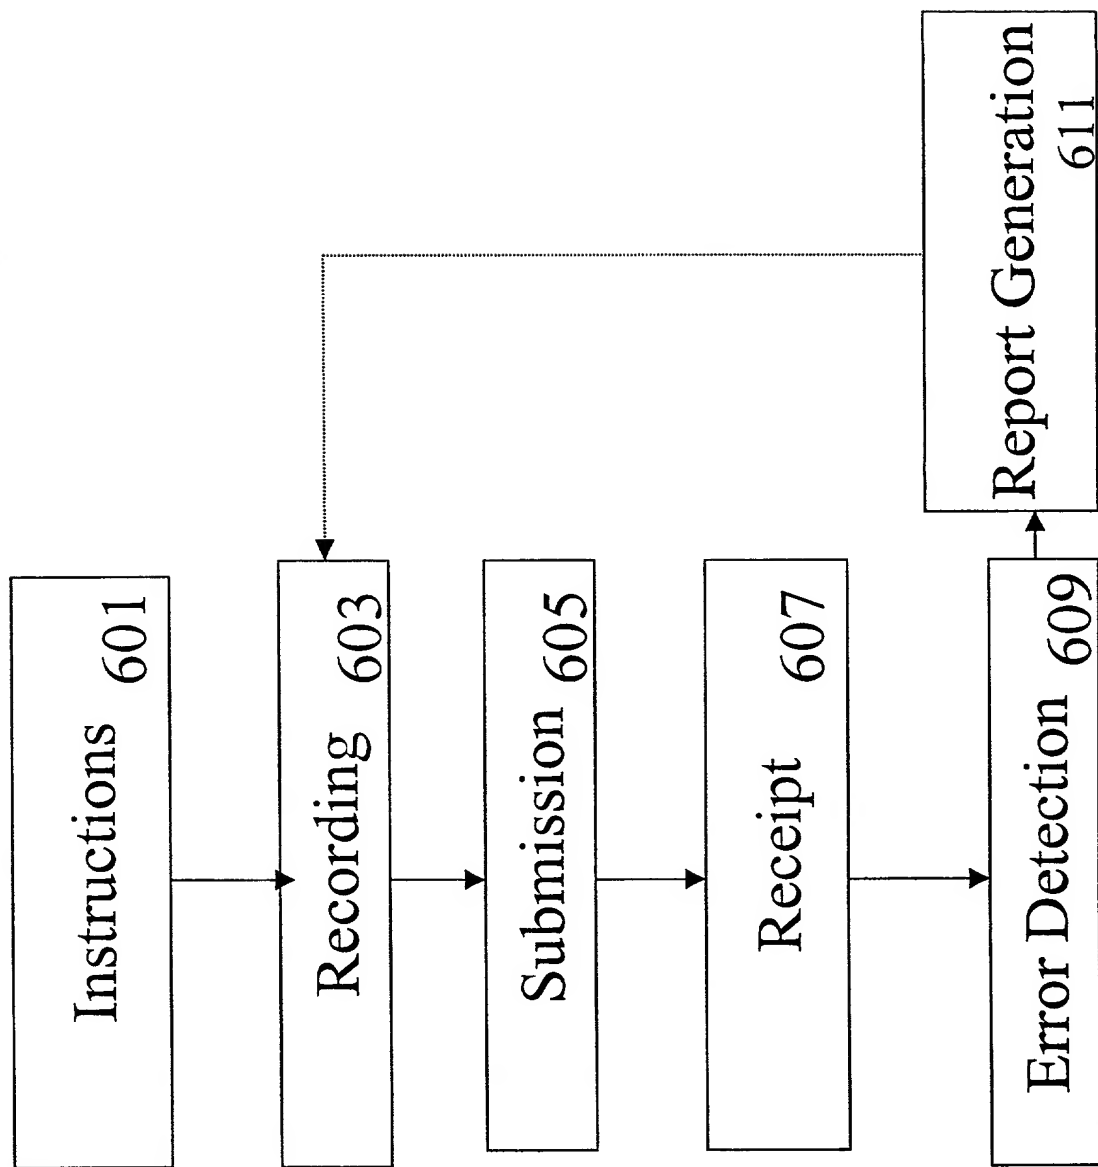 Instructions 601
Recording 603
Submission 605
Receipt 607
Error Detection 609
Report Generation
611